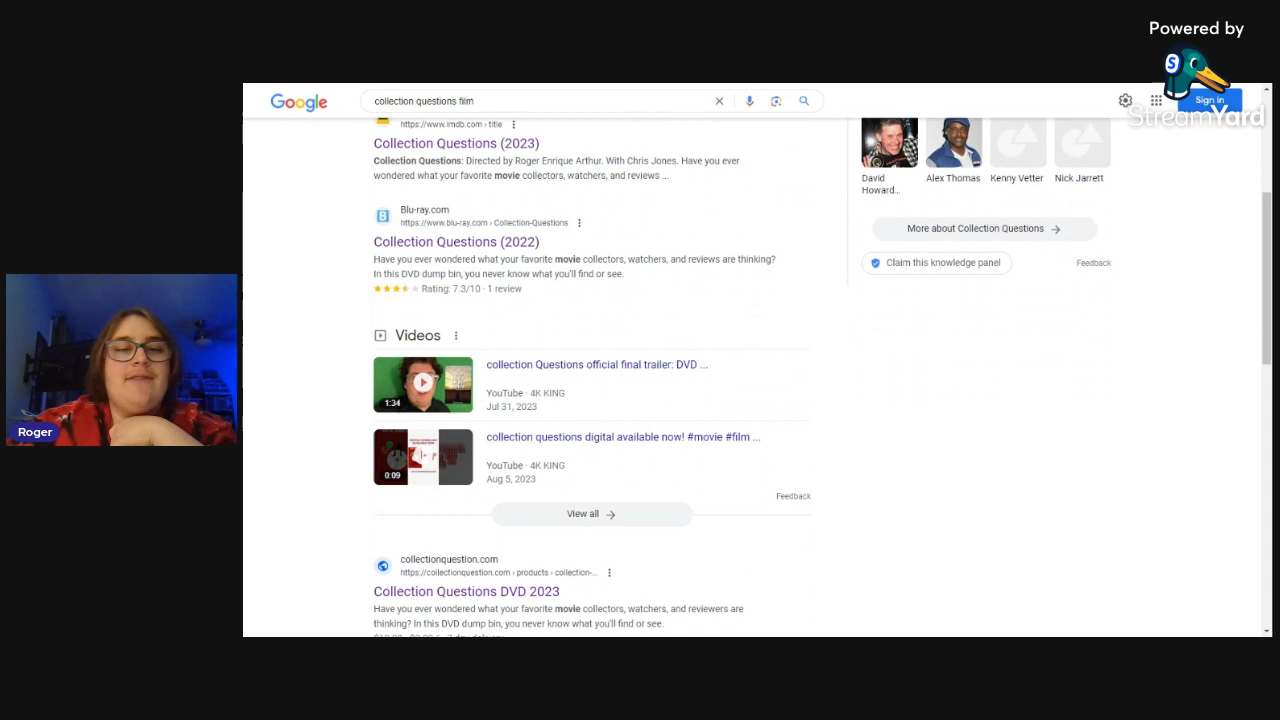 Powered by
S
StreamYard
Google
collection questions film
Sign in
https://www.imdb.com › title
Collection Questions (2023)
Collection Questions: Directed by Roger Enrique Arthur. With Chris Jones. Have you ever
wondered what your favorite movie collectors, watchers, and reviews ...
Blu-ray.com
https://www.blu-ray.com › Collection-Questions
Collection Questions (2022)
Have you ever wondered what your favorite movie collectors, watchers, and reviews are thinking?
In this DVD dump bin, you never know what you'll find or see.
Rating: 7.3/10 · 1 review
David
Howard...
Alex Thomas
Kenny Vetter
Nick Jarrett
More about Collection Questions
Claim this knowledge panel
Feedback
Videos
collection Questions official final trailer: DVD ...
1:34
YouTube · 4K KING
Jul 31, 2023
collection questions digital available now! #movie #film ...
0:09
YouTube · 4K KING
Aug 5, 2023
Feedback
View all
collectionquestion.com
https://collectionquestion.com › products › collection-...
Collection Questions DVD 2023
Have you ever wondered what your favorite movie collectors, watchers, and reviewers are
thinking? In this DVD dump bin, you never know what you'll find or see.
Roger